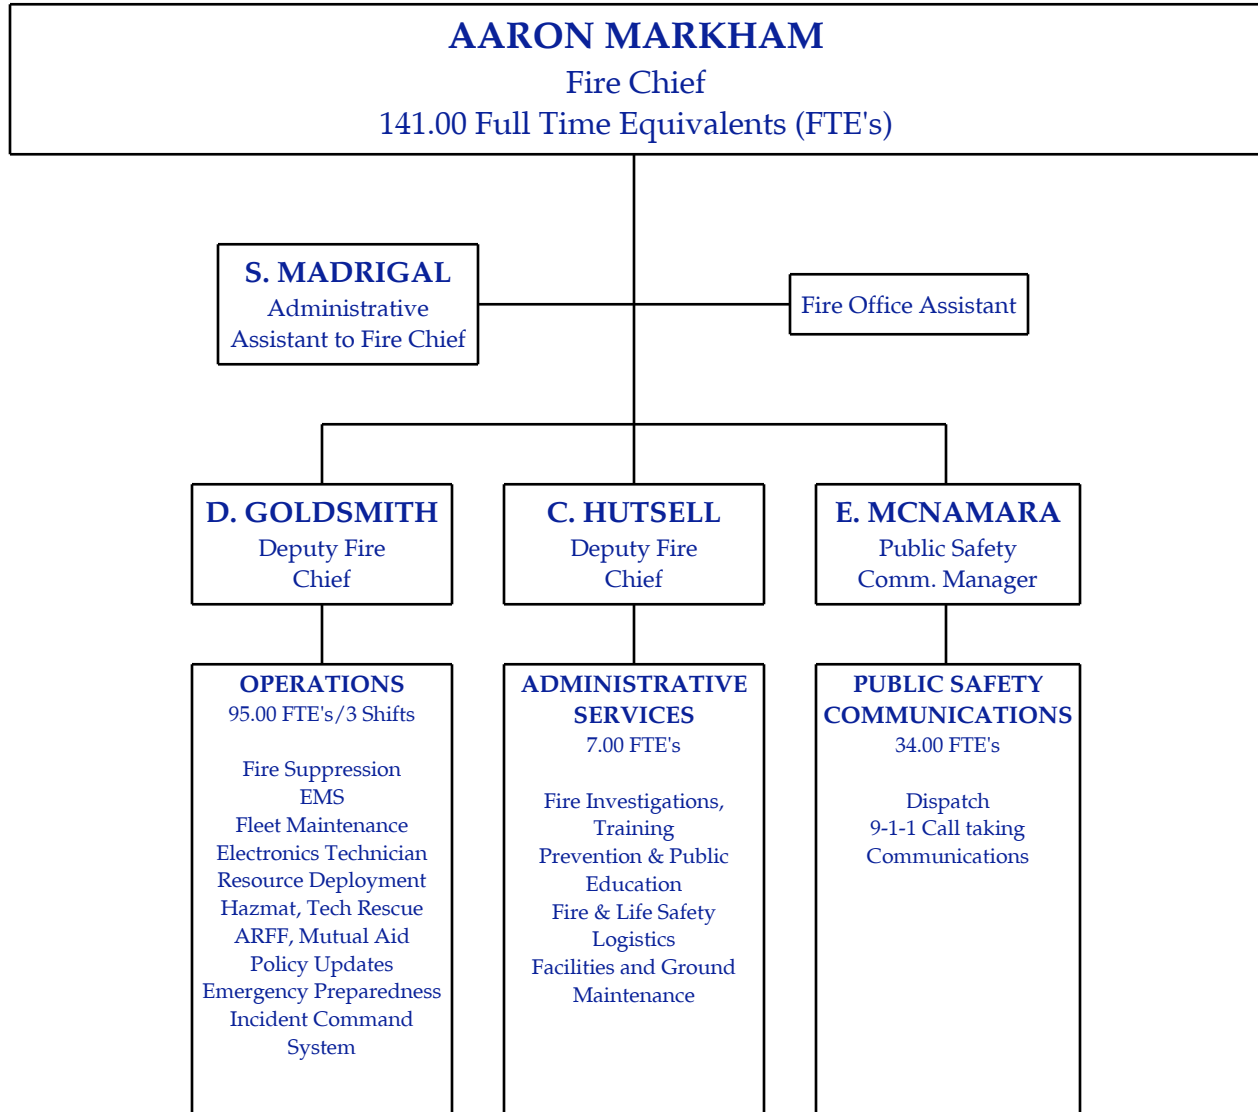 AARON MARKHAM
Fire Chief
141.00 Full Time Equivalents (FTE's)
S. MADRIGAL
Administrative
Assistant to Fire Chief
Fire Office Assistant
D. GOLDSMITH
Deputy Fire
Chief
C. HUTSELL
Deputy Fire
Chief
E. MCNAMARA
Public Safety
Comm. Manager
OPERATIONS
95.00 FTE's/3 Shifts
Fire Suppression
EMS
Fleet Maintenance
Electronics Technician
Resource Deployment
Hazmat, Tech Rescue
ARFF, Mutual Aid
Policy Updates
Emergency Preparedness
Incident Command
System
ADMINISTRATIVE
SERVICES
7.00 FTE's
Fire Investigations,
Training
Prevention & Public
Education
Fire & Life Safety
Logistics
Facilities and Ground
Maintenance
PUBLIC SAFETY
COMMUNICATIONS
34.00 FTE's
Dispatch
9-1-1 Call taking
Communications